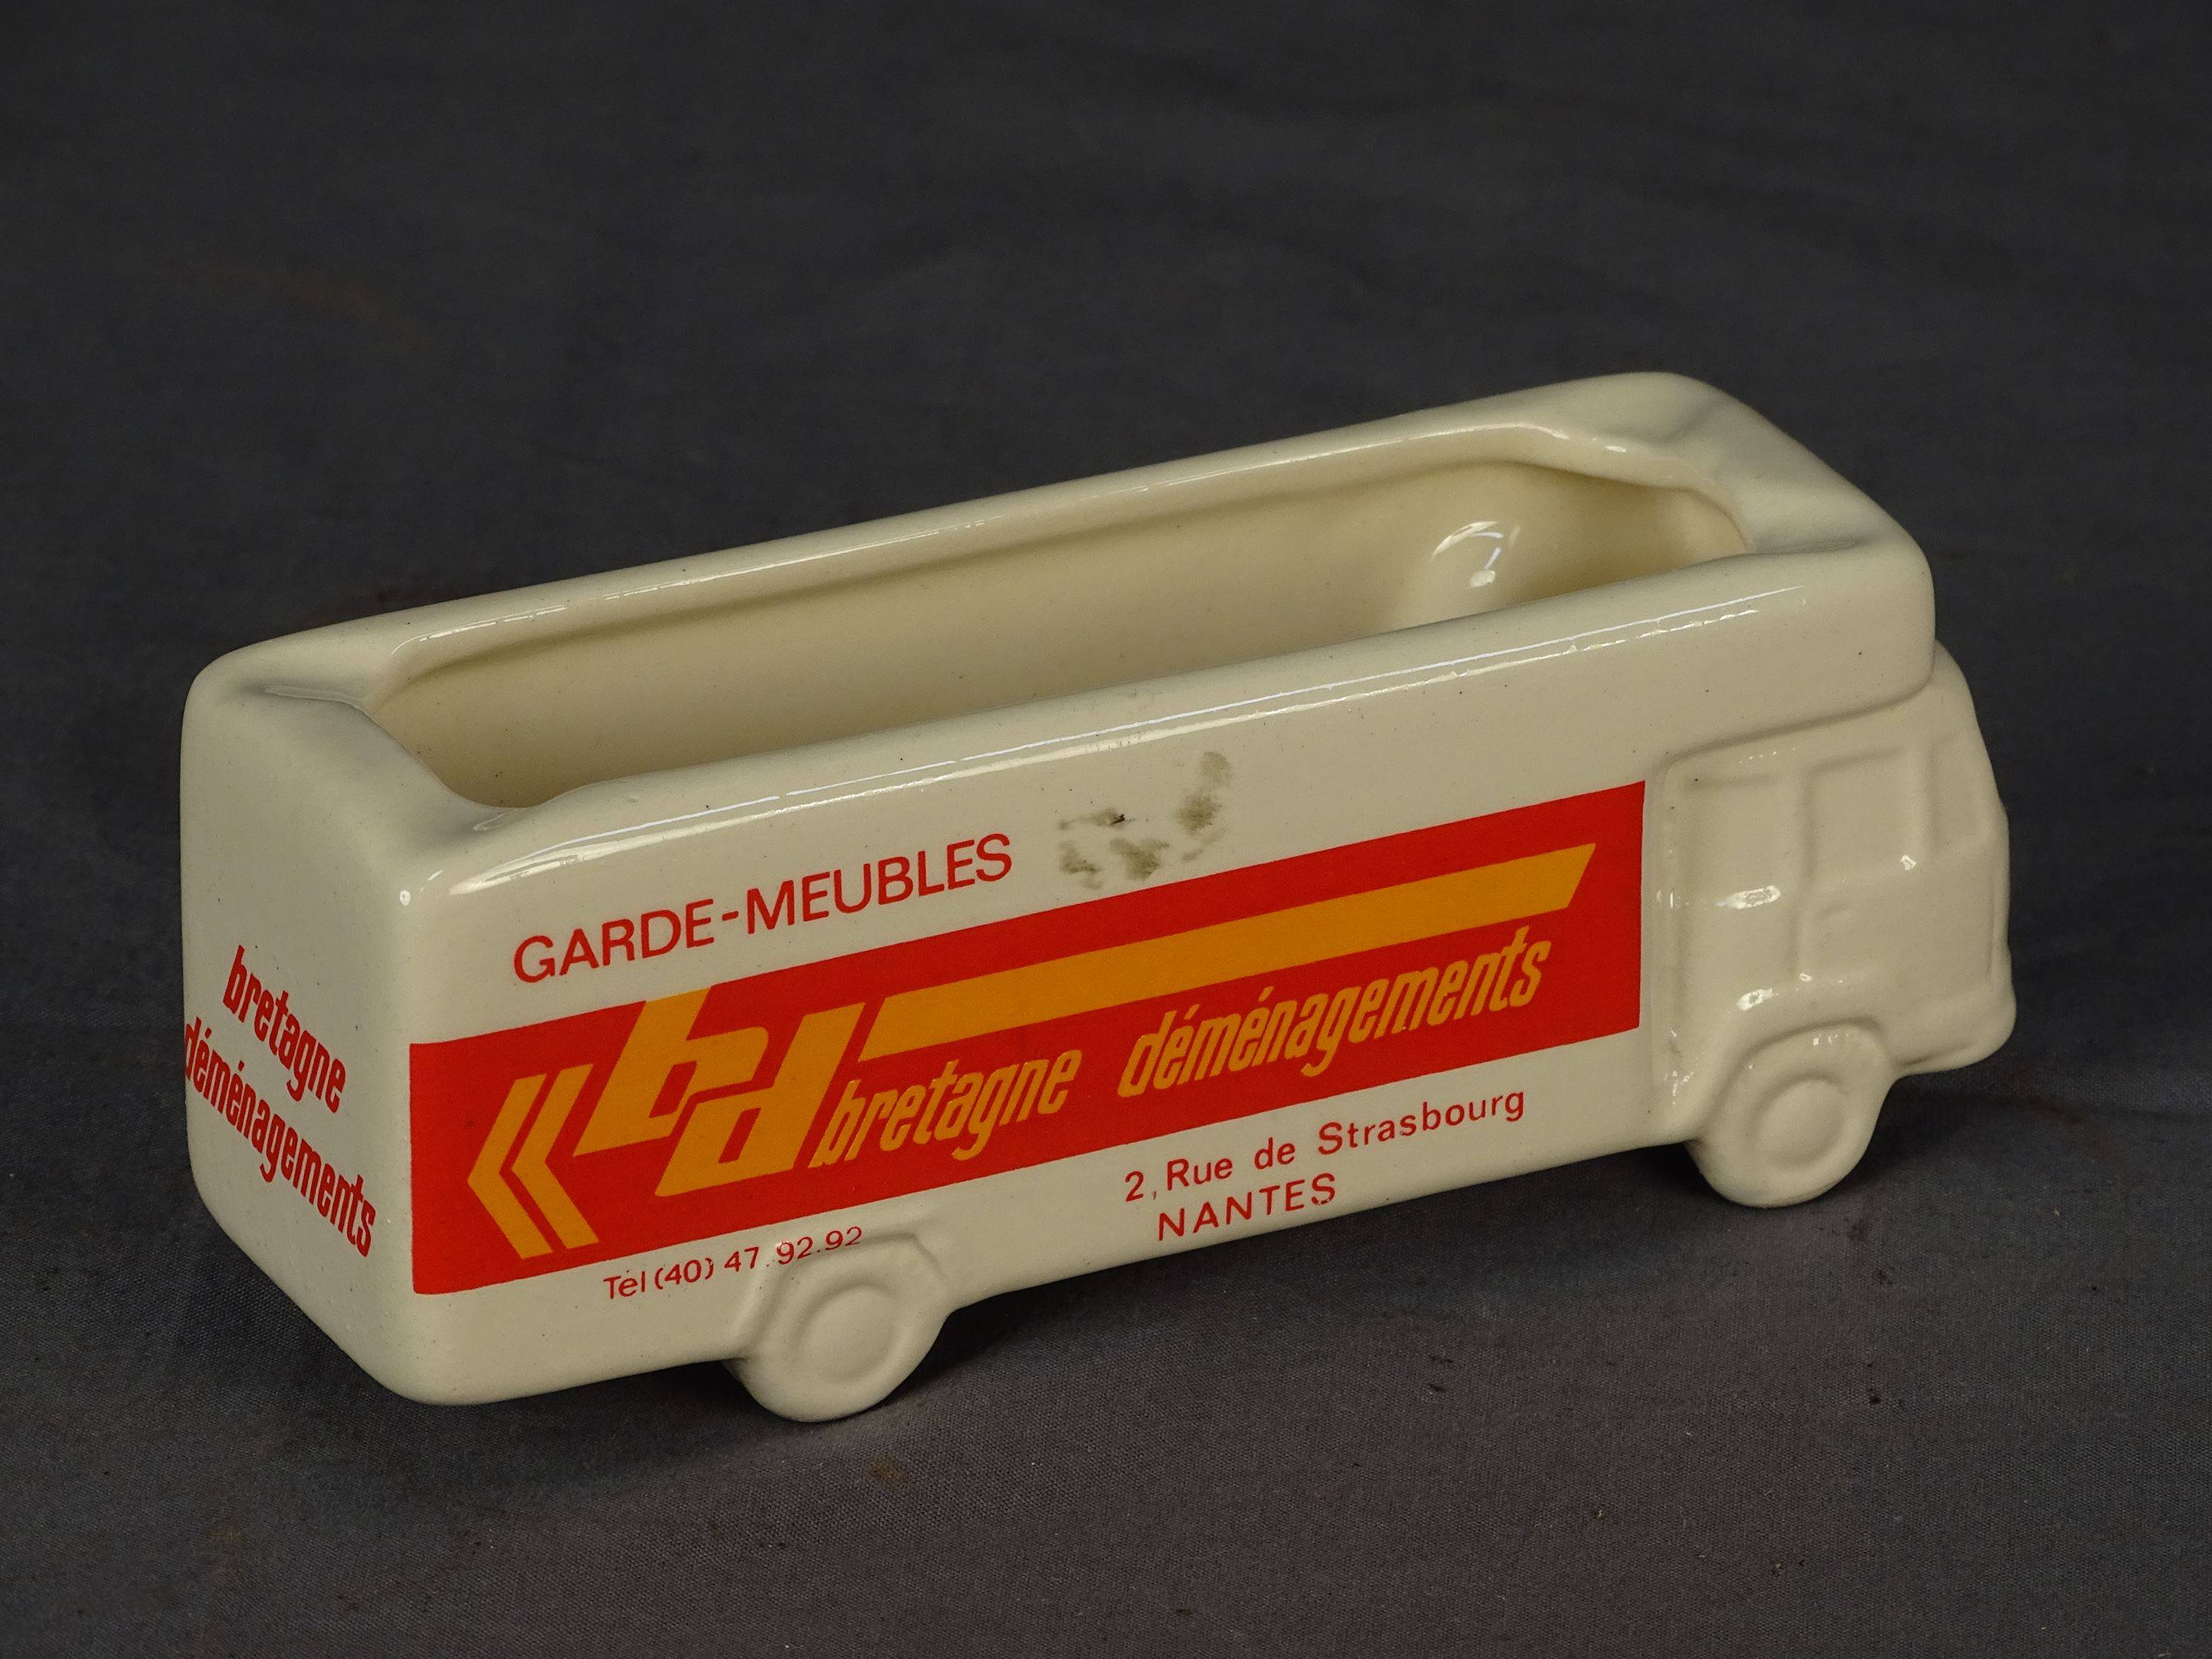 GARDE-MEUBLES
bd
bretagne déménagements
2, Rue de Strasbourg
NANTES
Tel (40) 47.92.92
bretagne
déménagements